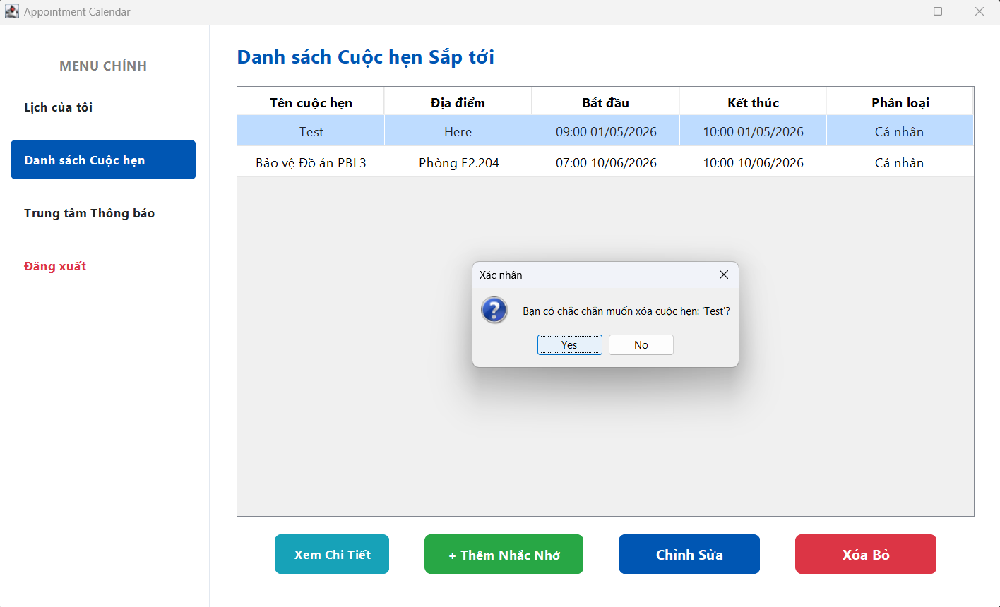 Appointment Calendar
MENU CHÍNH
Lịch của tôi
Danh sách Cuộc hẹn
Trung tâm Thông báo
Đăng xuất
Danh sách Cuộc hẹn Sắp tới
Tên cuộc hẹn Địa điểm Bắt đầu Kết thúc Phân loại
Test Here 09:00 01/05/2026 10:00 01/05/2026 Cá nhân
Bảo vệ Đồ án PBL3 Phòng E2.204 07:00 10/06/2026 10:00 10/06/2026 Cá nhân
Xác nhận
Bạn có chắc chắn muốn xóa cuộc hẹn: 'Test'?
Yes No
Xem Chi Tiết + Thêm Nhắc Nhở Chỉnh Sửa Xóa Bỏ